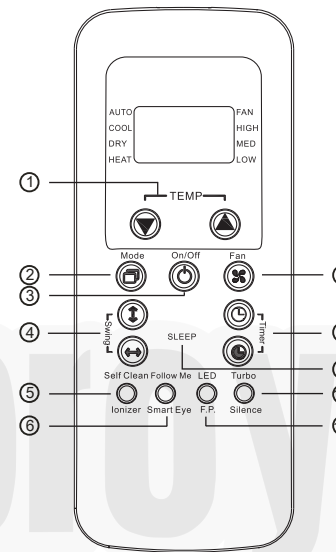 AUTO FAN
COOL HIGH
DRY MED
HEAT LOW
① TEMP
Mode On/Off Fan
②
③
④ Swing Timer
SLEEP
Self Clean Follow Me LED Turbo
⑤
Ionizer Smart Eye F.P. Silence
⑥